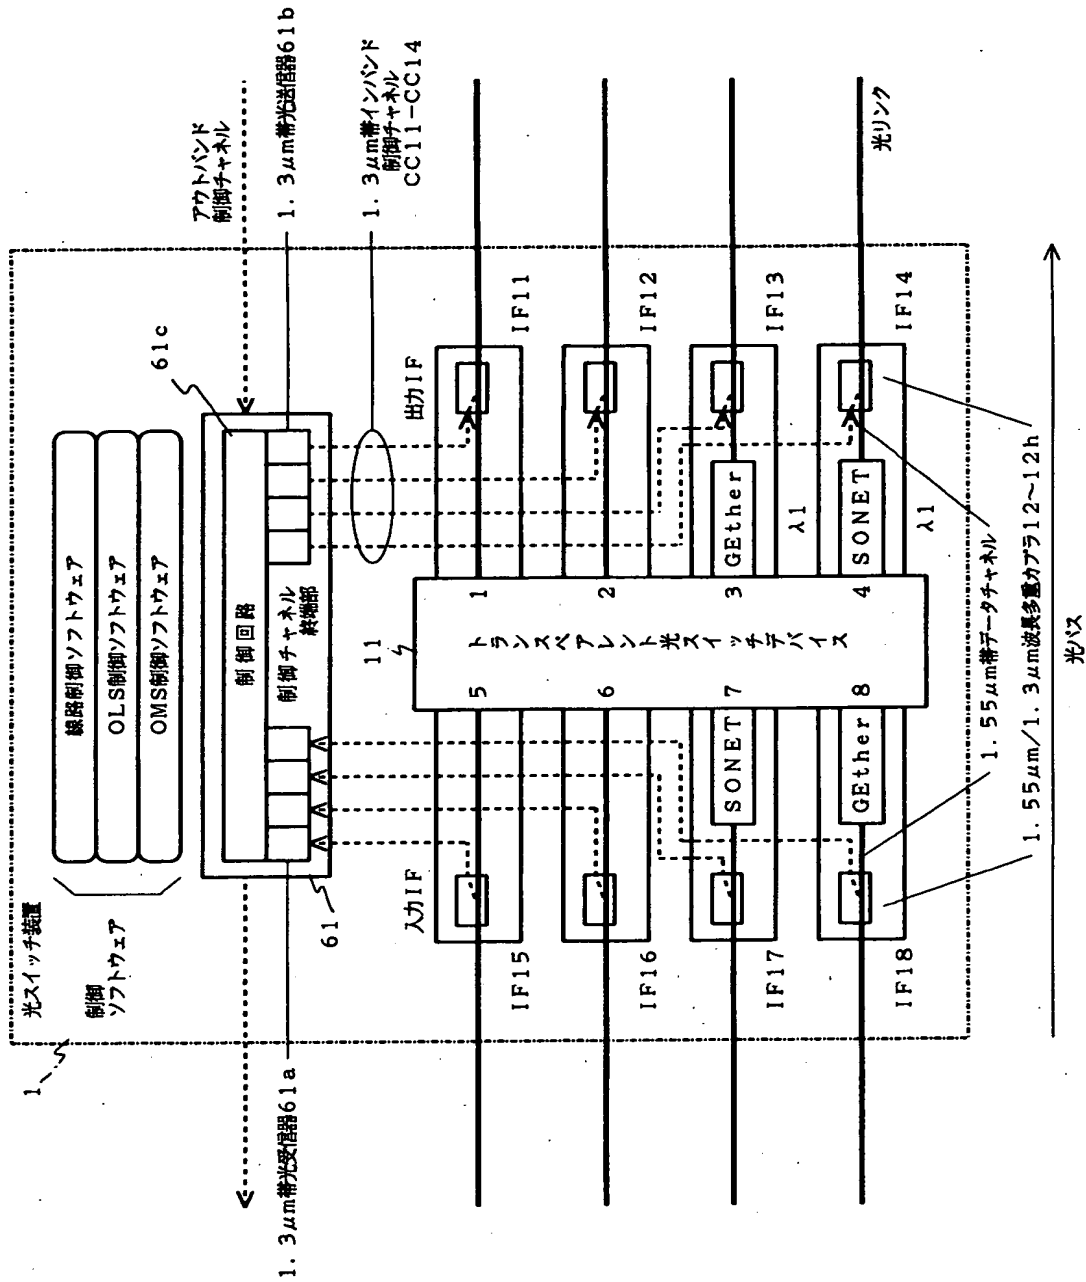 1
光スイッチ装置
制御
ソフトウェア
線路制御ソフトウェア
OLS制御ソフトウェア
OMS制御ソフトウェア
61c
アウトバンド
制御チャネル
制御回路
制御チャネル
終端部
61
1.3μm帯光受信器61a
1.3μm帯光送信器61b
1.3μm帯インバンド
制御チャネル
CC11-CC14
入力IF
出力IF
11
トランスペアレント光スイッチデバイス
IF15
5
1
IF11
IF16
6
2
IF12
IF17
SONET
7
3
GEther
λ1
IF13
IF18
GEther
8
4
SONET
λ1
IF14
光リンク
1.55μm帯データチャネル
1.55μm/1.3μm波長多重カプラ12~12h
光パス